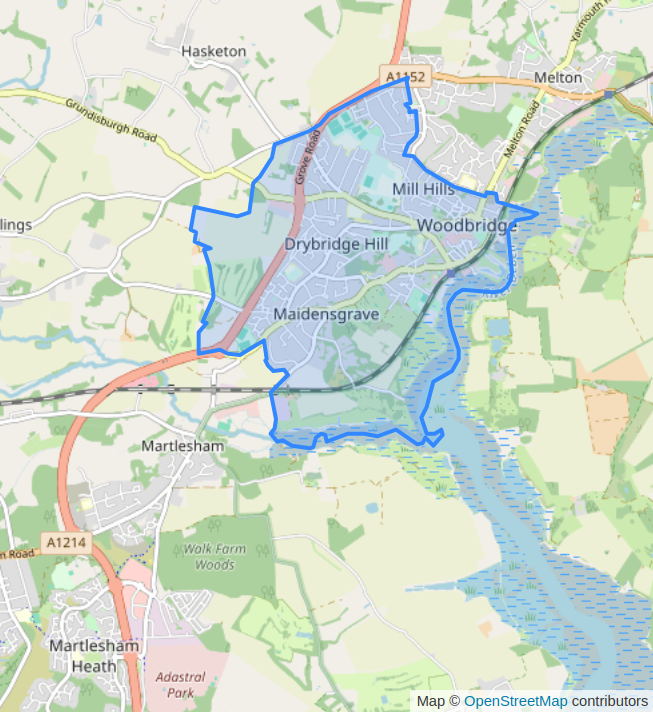 Hasketon
A1152
Yarmouth R
Melton
Grundisburgh Road
Melton Road
Grove Road
Mill Hills
lings
Woodbridge
Drybridge Hill
Maidensgrave
Martlesham
A1214
n Road
Walk Farm
Woods
Martlesham
Heath
Adastral
Park
Map © OpenStreetMap contributors